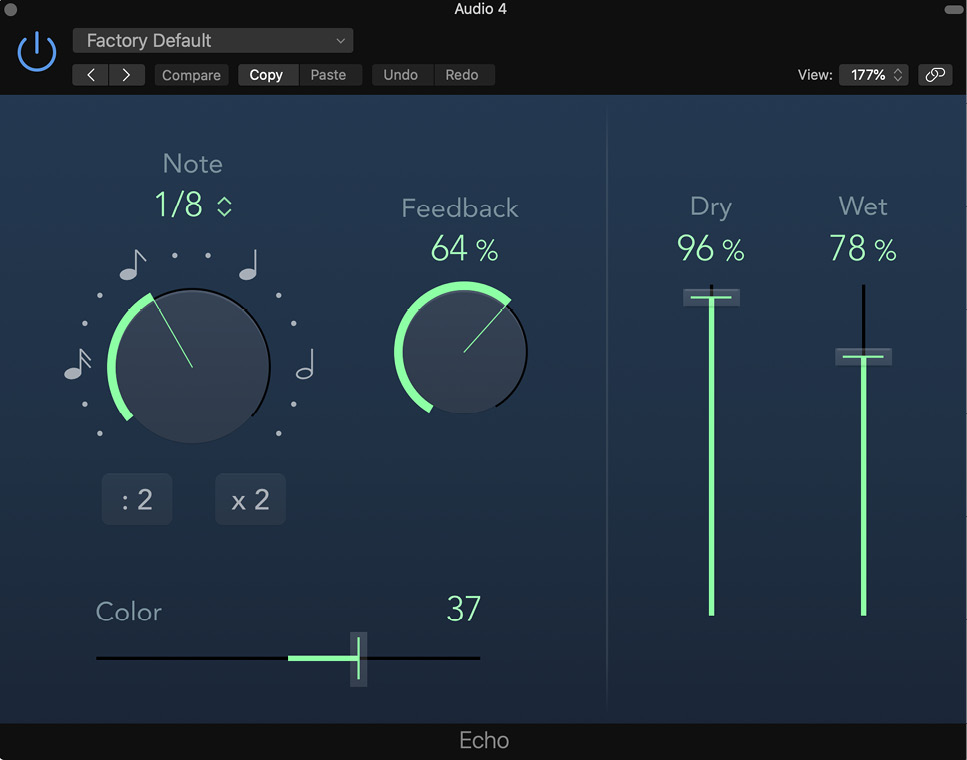 Audio 4
Factory Default
Compare Copy Paste Undo Redo View: 177%
Note
1/8
Feedback
64 %
Dry Wet
96 % 78 %
: 2 x 2
Color 37
Echo